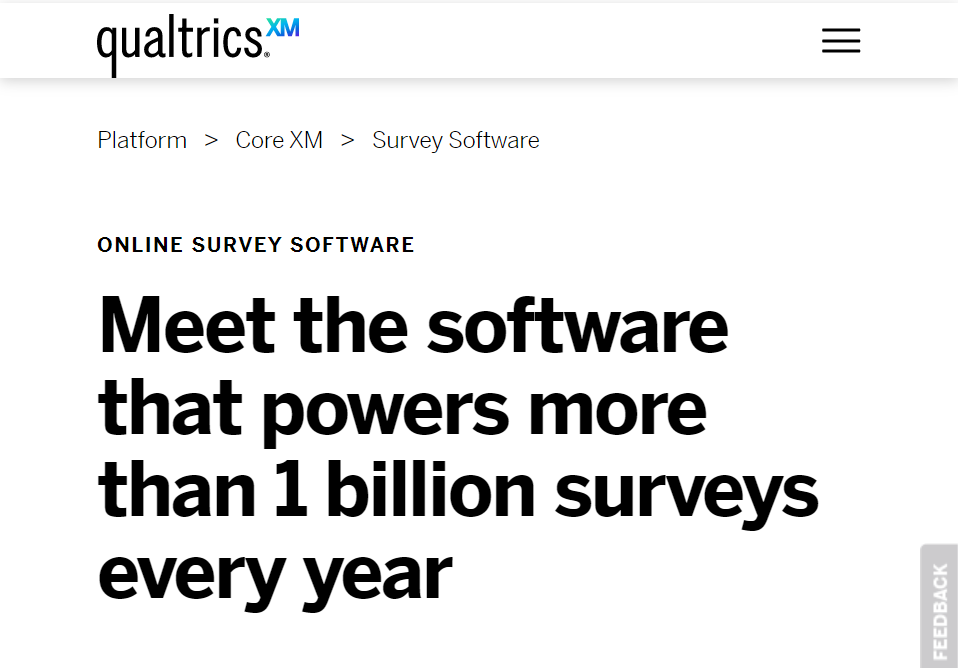 qualtrics.XM
®
Platform > Core XM > Survey Software
ONLINE SURVEY SOFTWARE
Meet the software
that powers more
than 1 billion surveys
every year
FEEDBACK